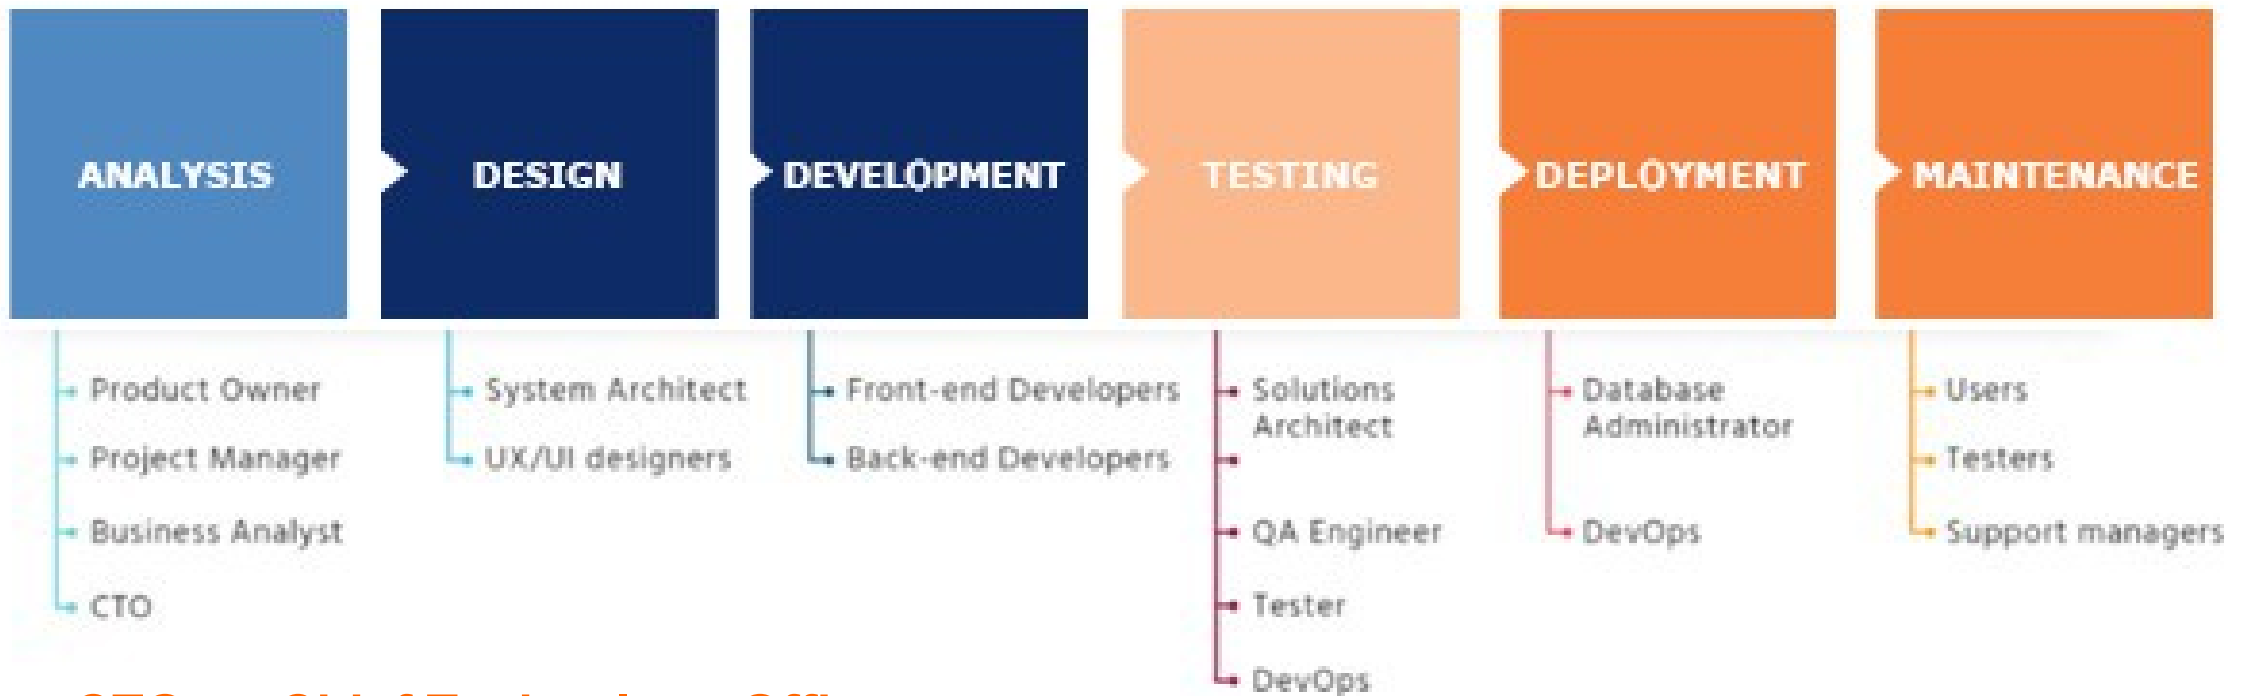 ANALYSIS
DESIGN
DEVELOPMENT
TESTING
DEPLOYMENT
MAINTENANCE
Product Owner
Project Manager
Business Analyst
CTO
System Architect
UX/UI designers
Front-end Developers
Back-end Developers
Solutions
Architect
QA Engineer
Tester
DevOps
Database
Administrator
DevOps
Users
Testers
Support managers